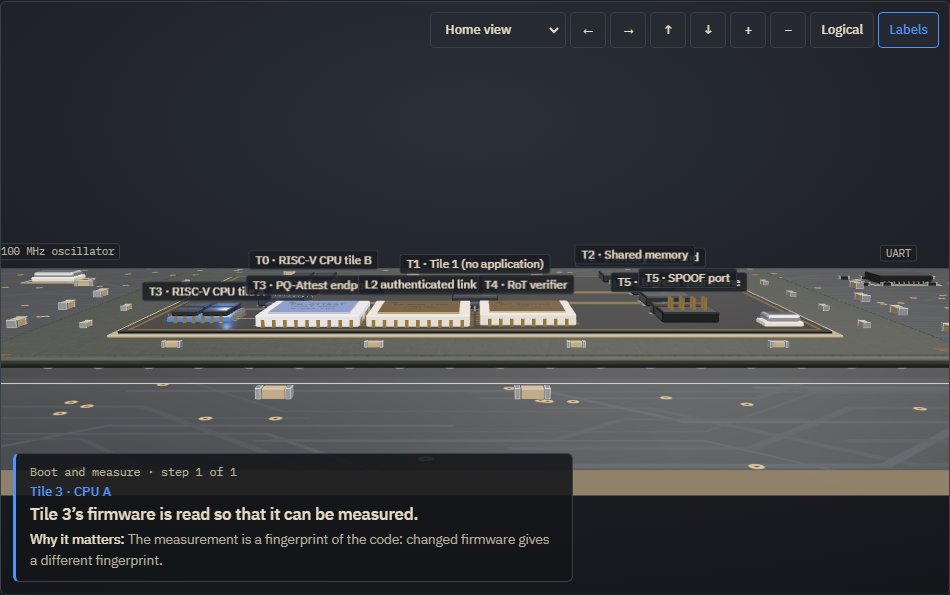 Home view
←
→
↑
↓
+
−
Logical
Labels
100 MHz oscillator
T0 · RISC-V CPU tile B
T1 · Tile 1 (no application)
T2 · Shared memory
UART
T3 · RISC-V CPU
T3 · PQ-Attest
L2 authenticated link
T4 · RoT verifier
T5 ·
T5 · SPOOF port
Boot and measure · step 1 of 1
Tile 3 · CPU A
Tile 3’s firmware is read so that it can be measured.
Why it matters: The measurement is a fingerprint of the code: changed firmware gives
a different fingerprint.